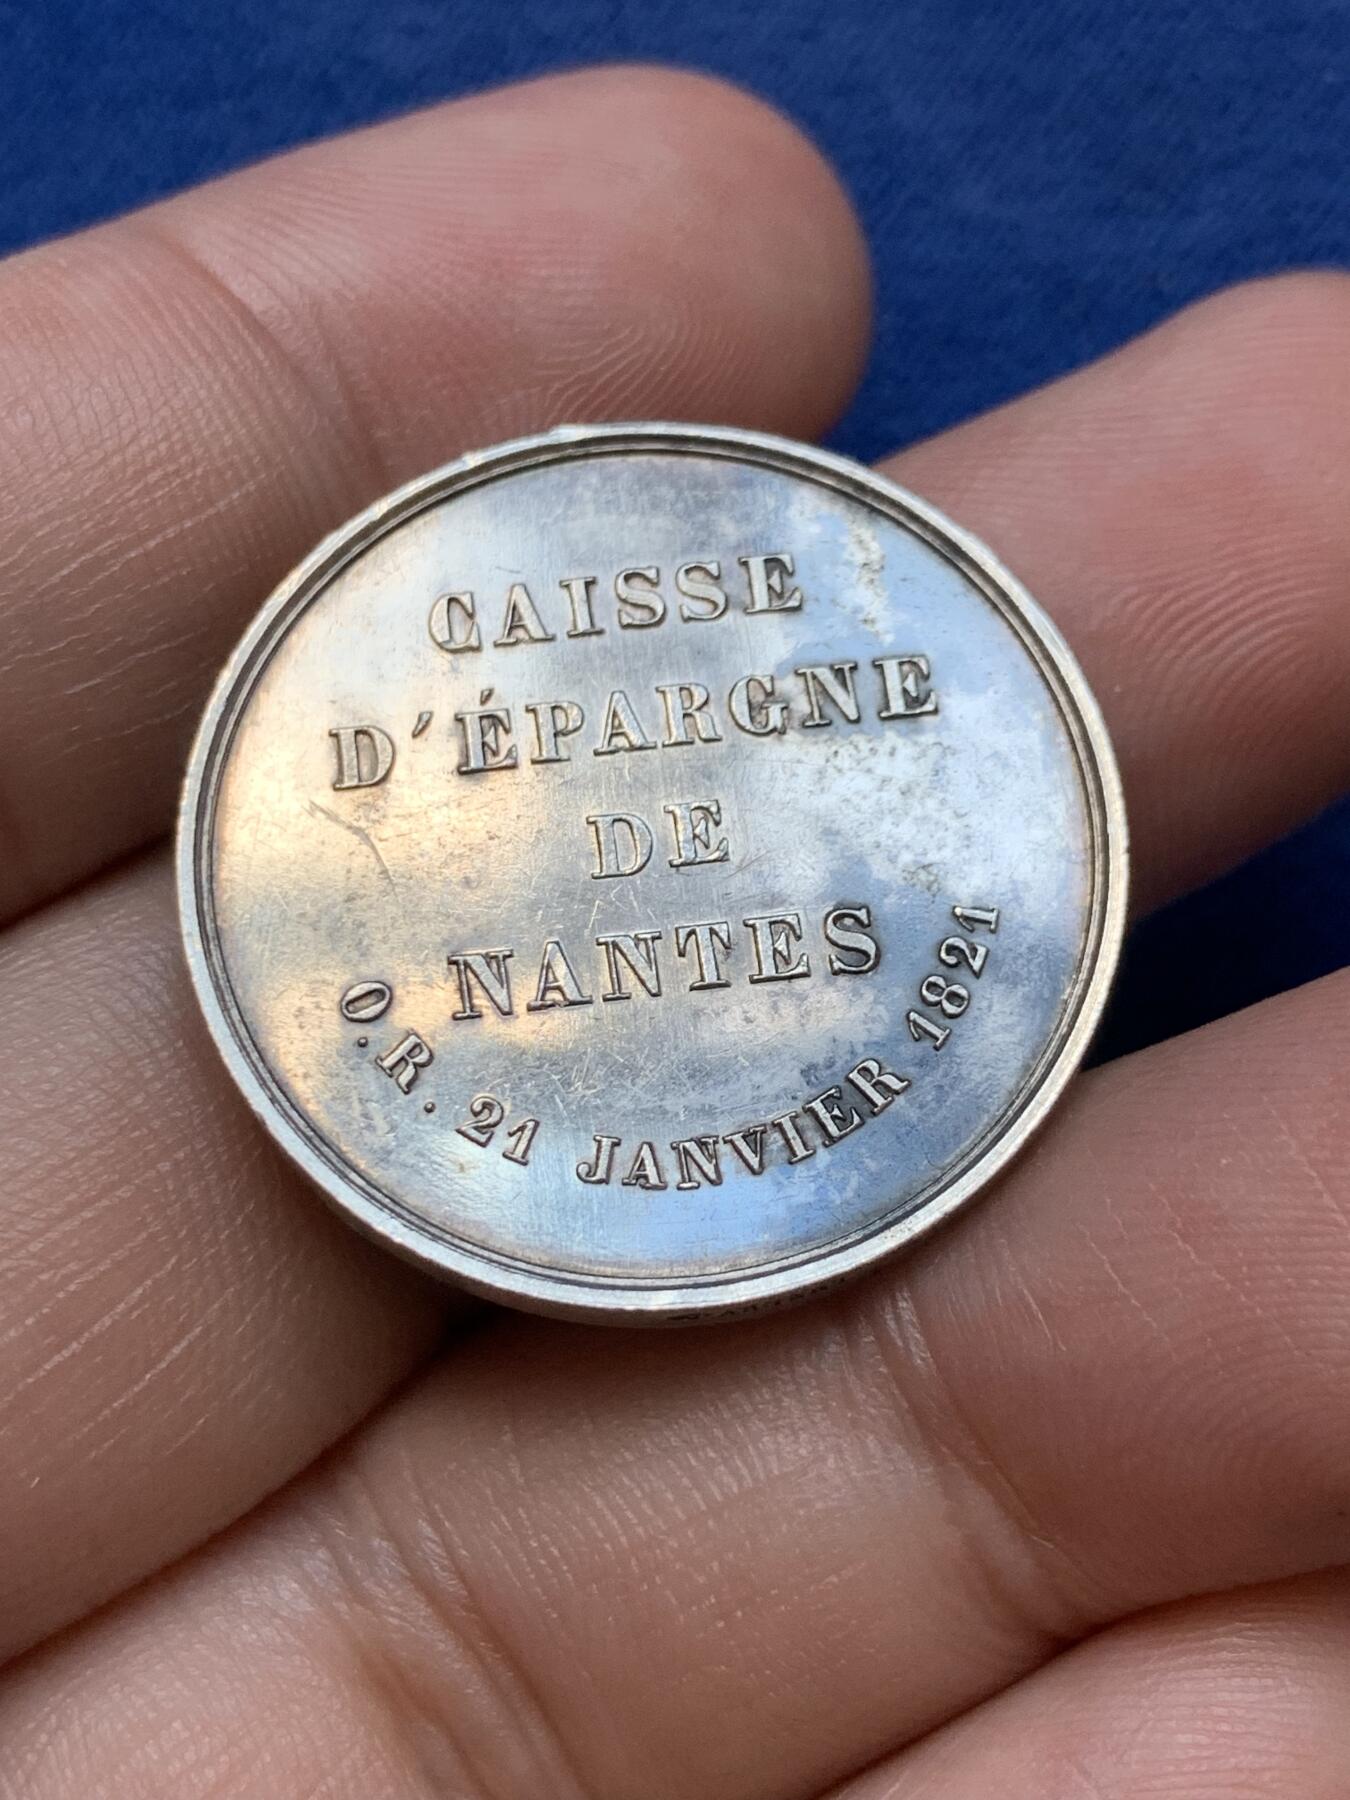 CAISSE
D'ÉPARGNE
DE
NANTES
O.R. 21 JANVIER 1821